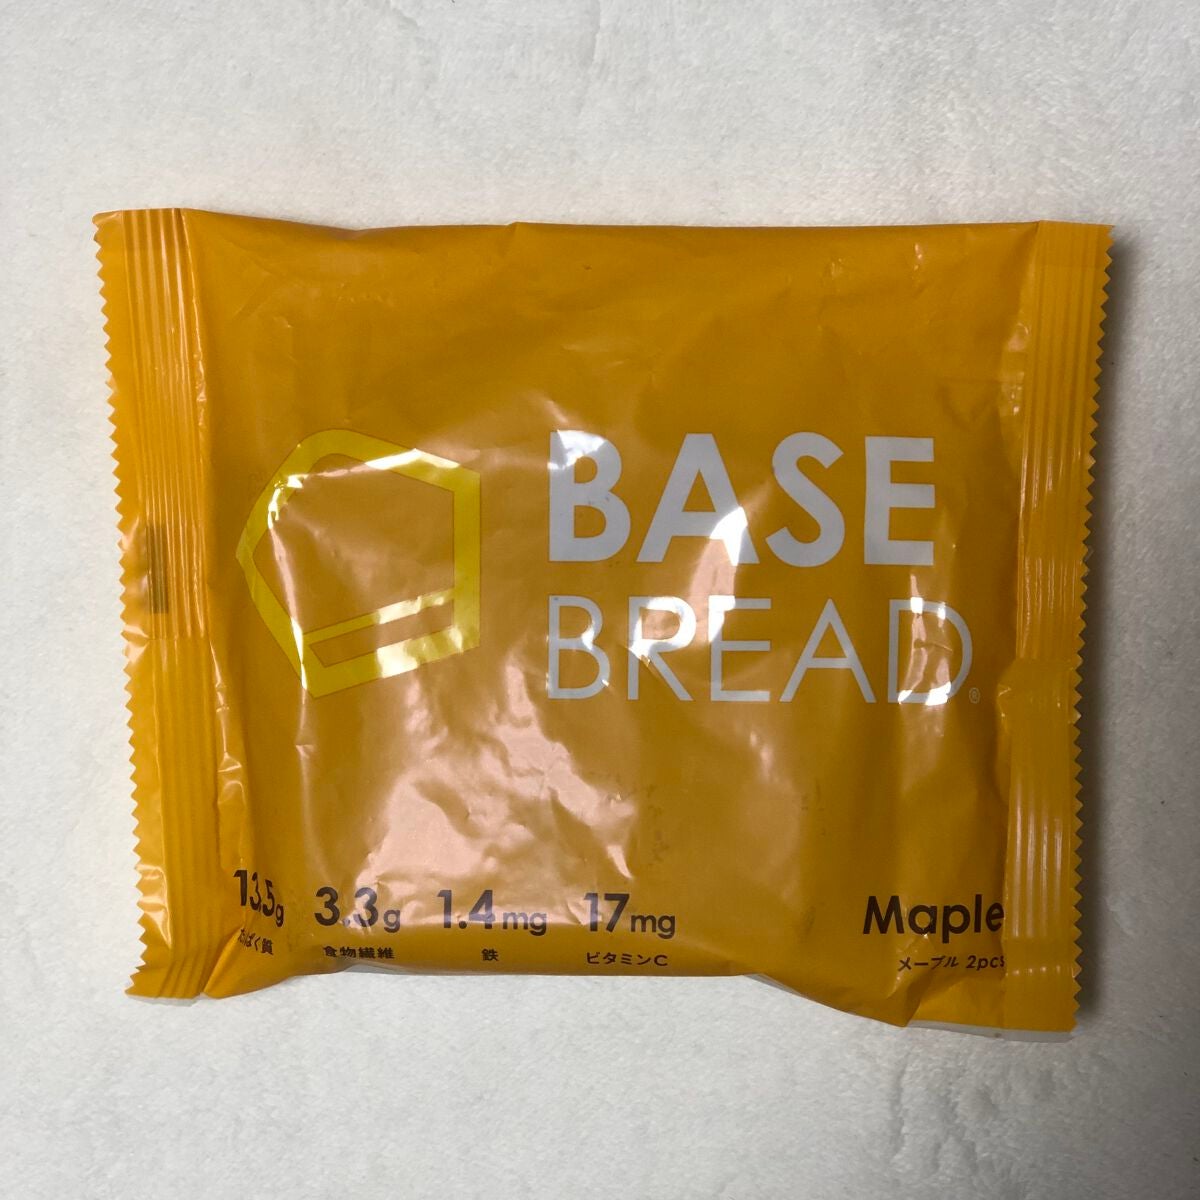 BASE
BREAD®
13.5g 3.3g 1.4mg 17mg
たんぱく質 食物繊維 鉄 ビタミンC
Maple
メープル 2pcs